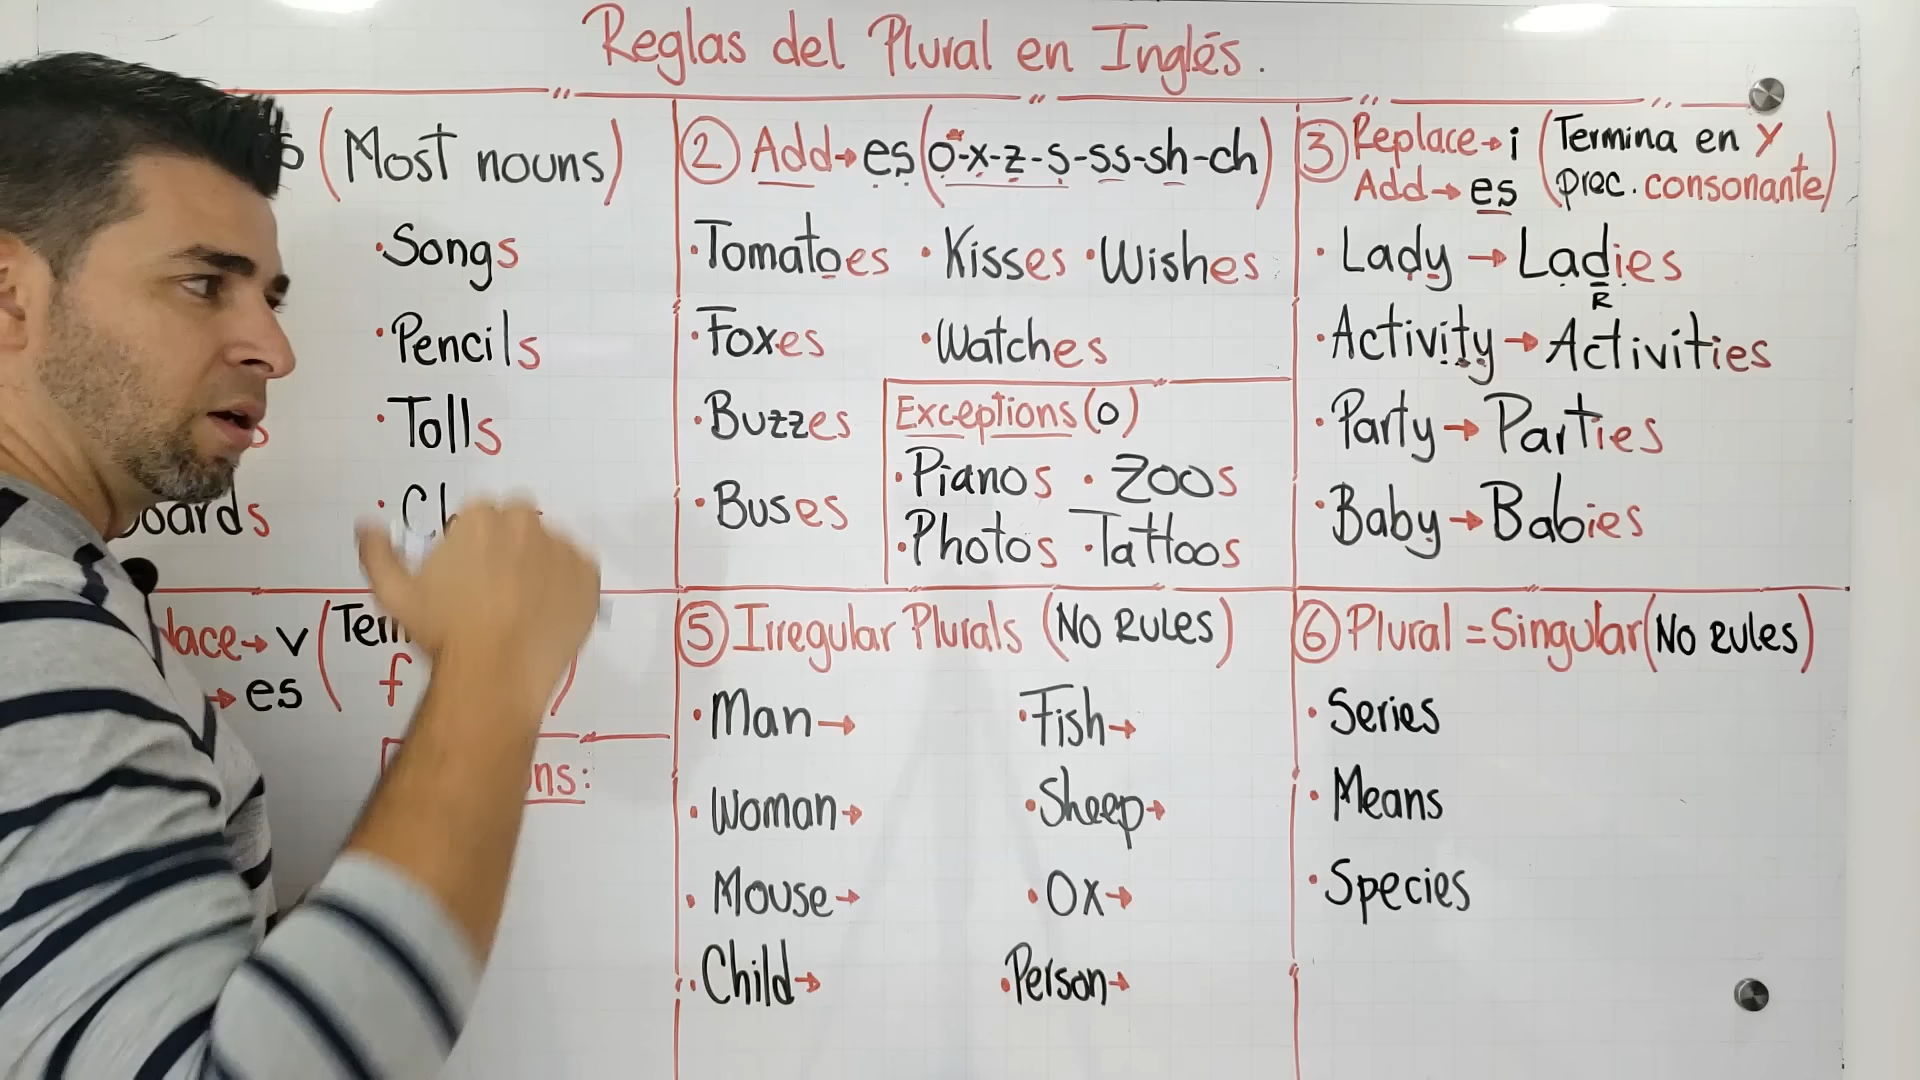 Reglas del Plural en Inglés.
(Most nouns)
Songs
Pencils
Tolls
② Add→es (o-x-z-s-ss-sh-ch)
Tomatoes · Kisses · Wishes
Foxes · Watches
Buzzes
Buses
Exceptions (o)
Pianos · Zoos
Photos · Tattoos
③ Replace→i (Termina en y
Add→es prec. consonante)
Lady → Ladies
R
Activity → Activities
Party → Parties
Baby → Babies
→ v
→ es f
⑤ Irregular Plurals (No Rules)
Man→ · Fish→
Woman→ · Sheep→
Mouse→ · Ox→
Child→ · Person→
⑥ Plural = Singular (No Rules)
Series
Means
Species